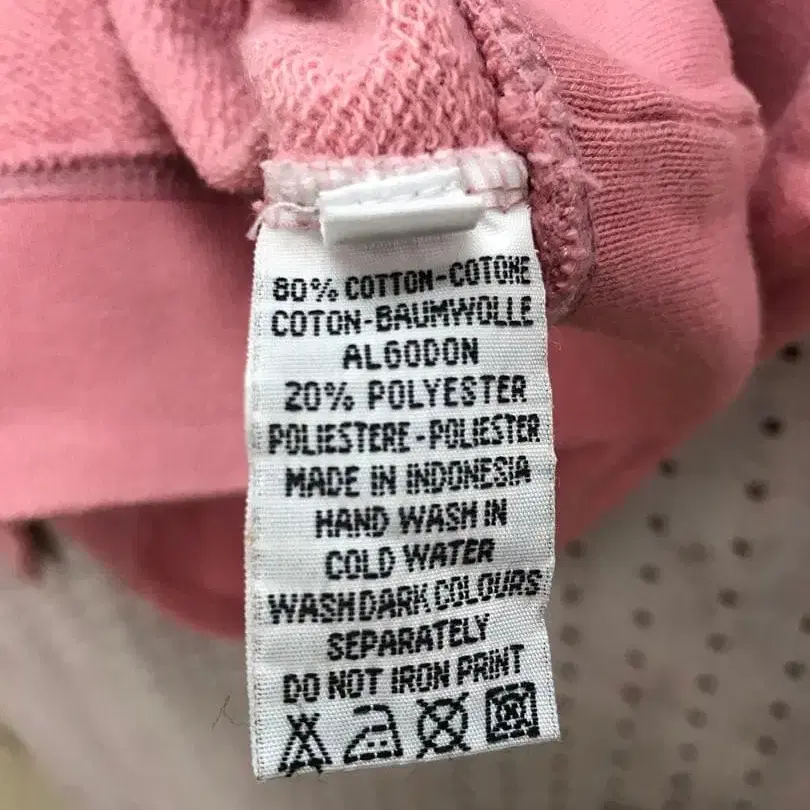 80% COTTON-COTONE
COTON-BAUMWOLLE
ALGODON
20% POLYESTER
POLIESTERE-POLIESTER
MADE IN INDONESIA
HAND WASH IN
COLD WATER
WASH DARK COLOURS
SEPARATELY
DO NOT IRON PRINT